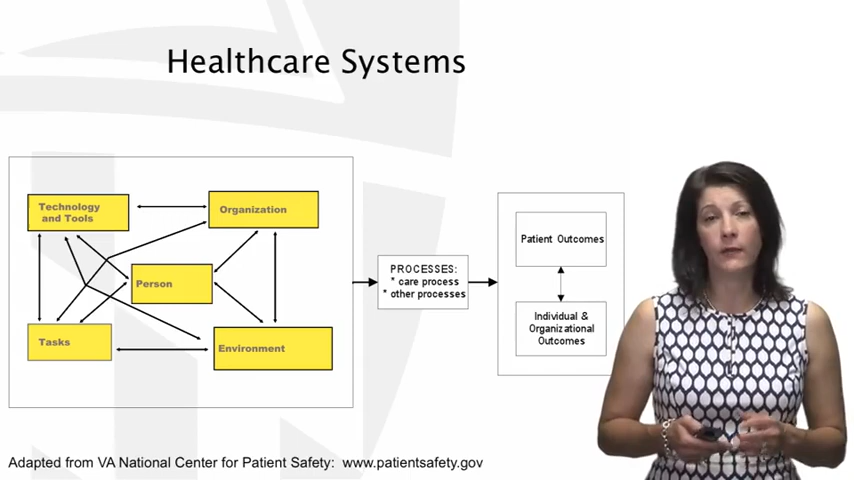 Healthcare Systems
Technology
and Tools
Organization
Person
Tasks
Environment
PROCESSES:
* care process
* other processes
Patient Outcomes
Individual &
Organizational
Outcomes
Adapted from VA National Center for Patient Safety: www.patientsafety.gov